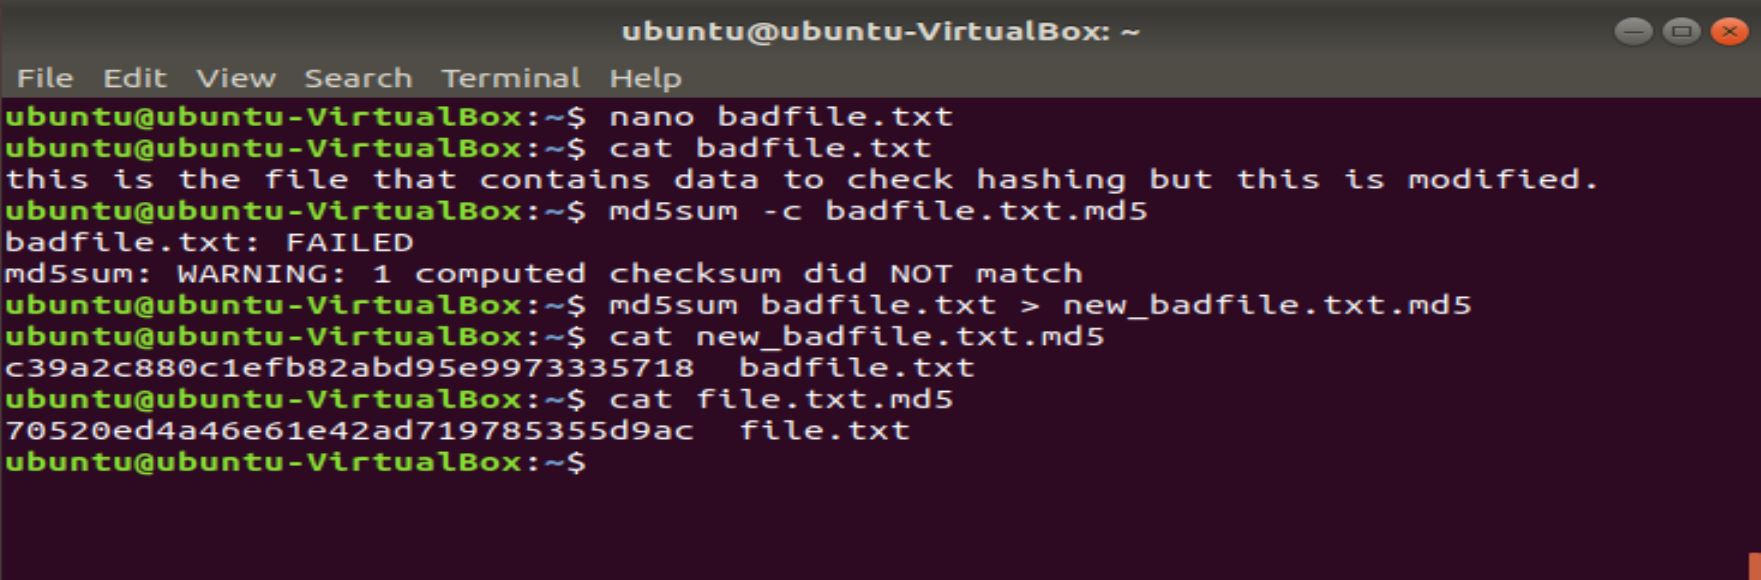 ubuntu@ubuntu-VirtualBox: ~
File Edit View Search Terminal Help
ubuntu@ubuntu-VirtualBox:~$ nano badfile.txt
ubuntu@ubuntu-VirtualBox:~$ cat badfile.txt
this is the file that contains data to check hashing but this is modified.
ubuntu@ubuntu-VirtualBox:~$ md5sum -c badfile.txt.md5
badfile.txt: FAILED
md5sum: WARNING: 1 computed checksum did NOT match
ubuntu@ubuntu-VirtualBox:~$ md5sum badfile.txt > new_badfile.txt.md5
ubuntu@ubuntu-VirtualBox:~$ cat new_badfile.txt.md5
c39a2c880c1efb82abd95e9973335718  badfile.txt
ubuntu@ubuntu-VirtualBox:~$ cat file.txt.md5
70520ed4a46e61e42ad719785355d9ac  file.txt
ubuntu@ubuntu-VirtualBox:~$